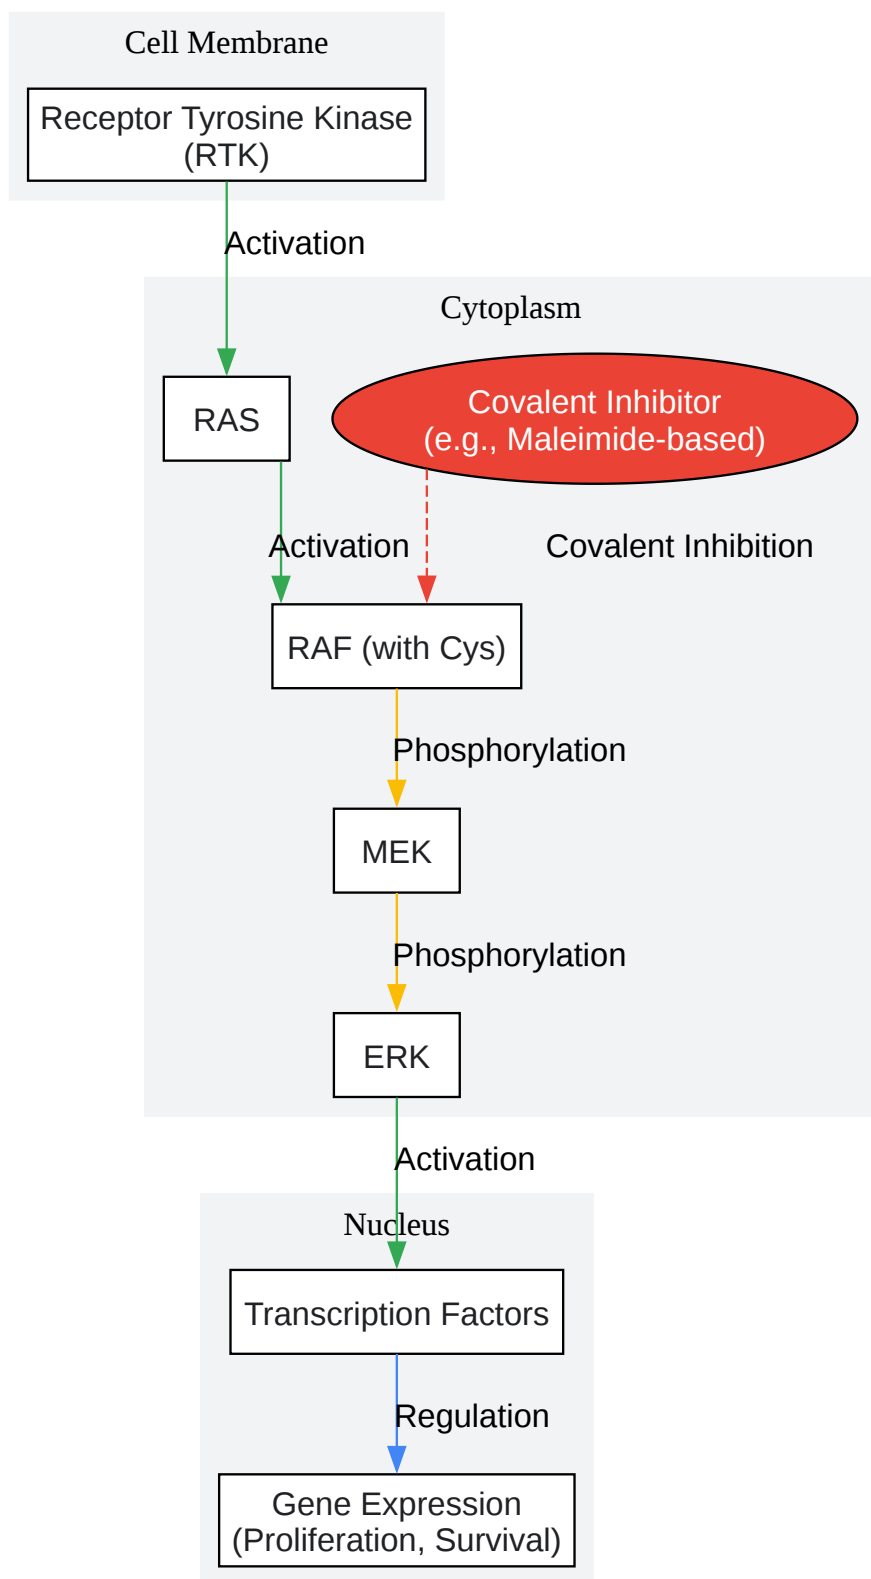 Cell Membrane
Receptor Tyrosine Kinase
(RTK)
Activation
Cytoplasm
RAS
Covalent Inhibitor
(e.g., Maleimide-based)
Activation
Covalent Inhibition
RAF (with Cys)
Phosphorylation
MEK
Phosphorylation
ERK
Activation
Nucleus
Transcription Factors
Regulation
Gene Expression
(Proliferation, Survival)